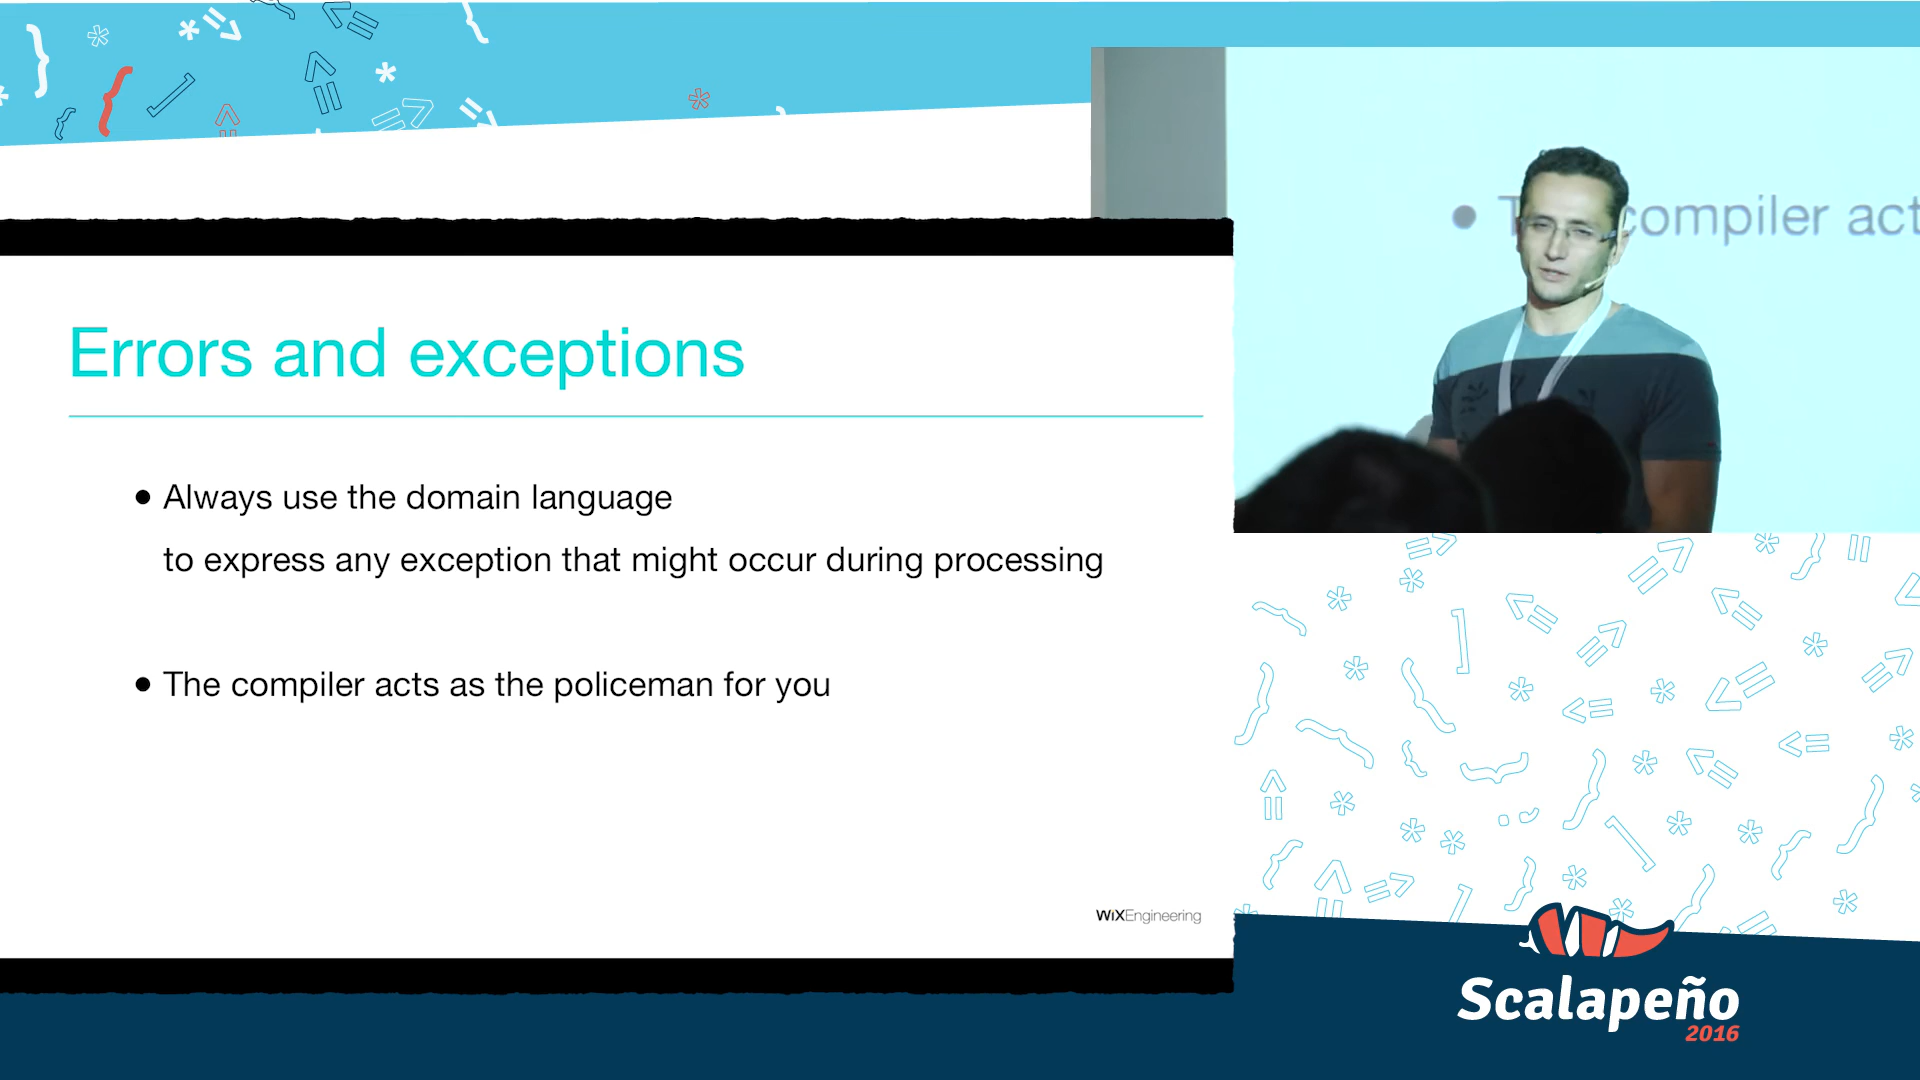 Errors and exceptions
• Always use the domain language
to express any exception that might occur during processing
• The compiler acts as the policeman for you
WiXEngineering
• T compiler act
Scalapeño
2016